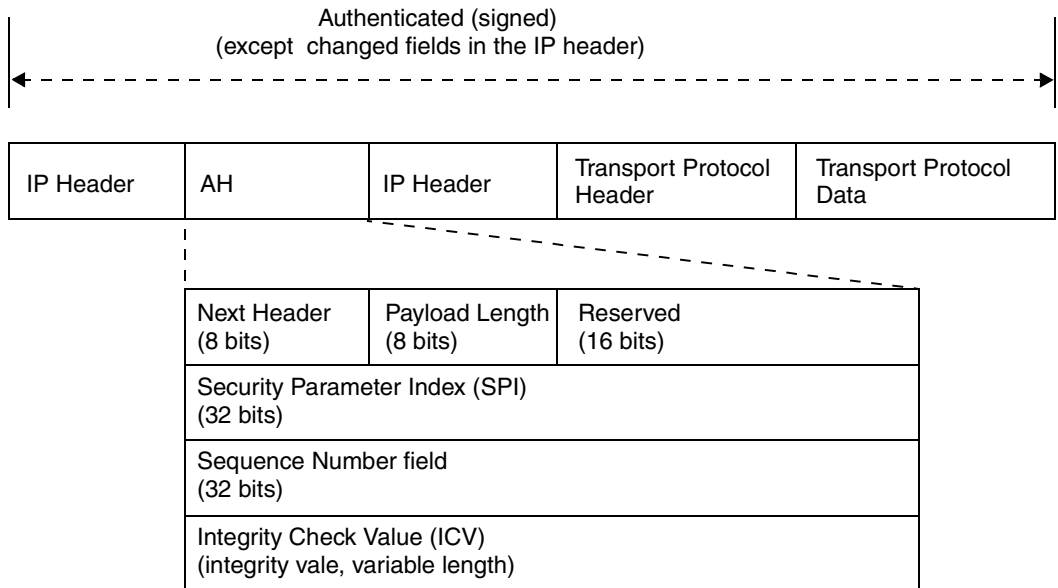 Authenticated (signed)
(except  changed fields in the IP header)
IP Header
AH
IP Header
Transport Protocol
Header
Transport Protocol
Data
Next Header
(8 bits)
Payload Length
(8 bits)
Reserved
(16 bits)
Security Parameter Index (SPI)
(32 bits)
Sequence Number field
(32 bits)
Integrity Check Value (ICV)
(integrity vale, variable length)